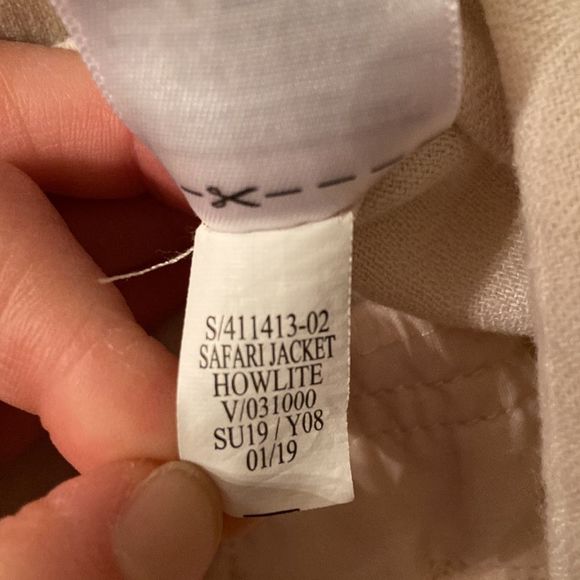 S/411413-02
SAFARI JACKET
HOWLITE
V/031000
SU19 / Y08
01/19